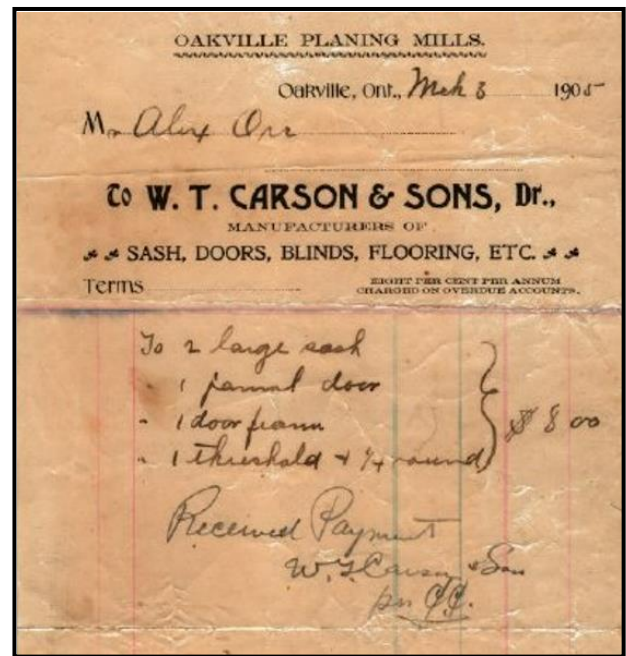 OAKVILLE PLANING MILLS.
Oakville, Ont., Mch 3 1905
Mr Alex Orr
To W. T. CARSON & SONS, Dr.,
MANUFACTURERS OF
SASH, DOORS, BLINDS, FLOORING, ETC.
Terms
EIGHT PER CENT PER ANNUM
CHARGED ON OVERDUE ACCOUNTS.
To 2 large sash
" 1 pannal door
" 1 door frame
" 1 threshold + 1/4 round
$ 8 00
Received Payment
W. T. Carson & Son
per